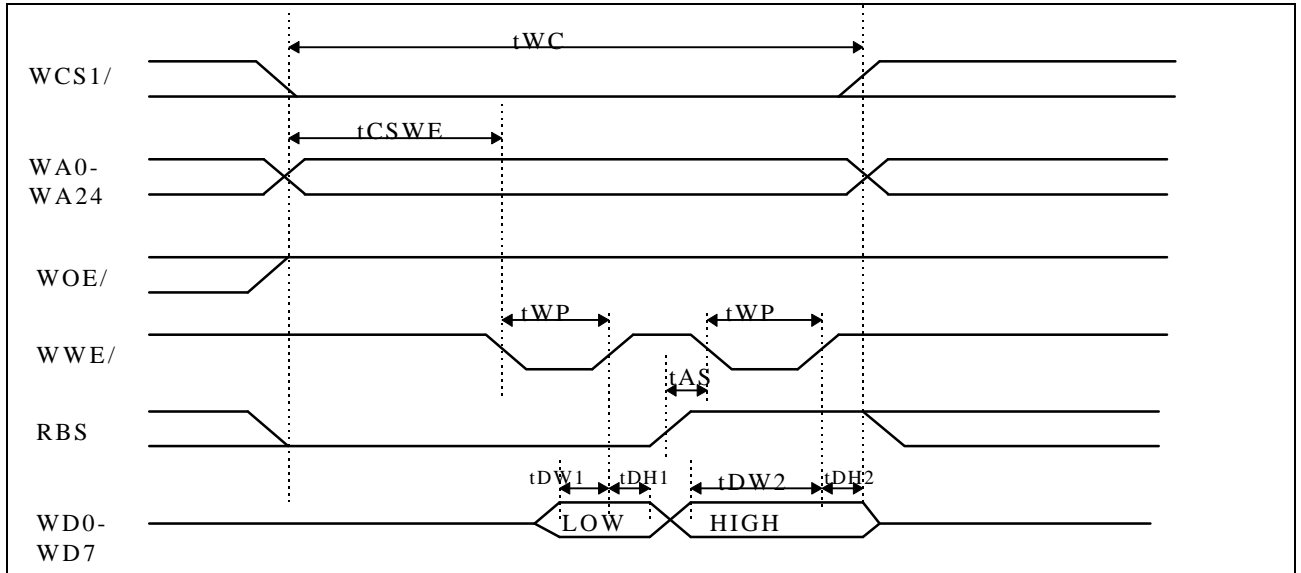 tWC
WCS1/
tCSWE
WA0-
WA24
WOE/
tWP
tWP
WWE/
tAS
RBS
tDW1
tDH1
tDW2
tDH2
WD0-
WD7
LOW
HIGH